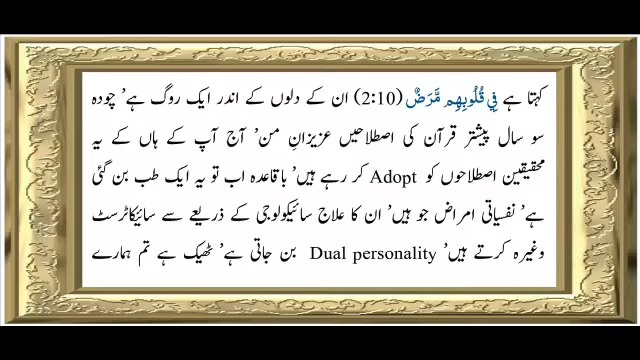 کہتا ہے فِي قُلُوبِهِم مَّرَضٌ (2:10) ان کے دلوں کے اندر ایک روگ ہے' چودہ
سو سال پیشتر قرآن کی اصطلاحیں عزیزانِ من' آج آپ کے ہاں کے یہ
محققین اصطلاحوں کو Adopt کر رہے ہیں' باقاعدہ اب تو یہ ایک طب بن گئی
ہے' نفسیاتی امراض جو ہیں' ان کا علاج سائیکولوجی کے ذریعے سے سائیکاٹرسٹ
وغیرہ کرتے ہیں' Dual personality بن جاتی ہے' ٹھیک ہے تم ہمارے